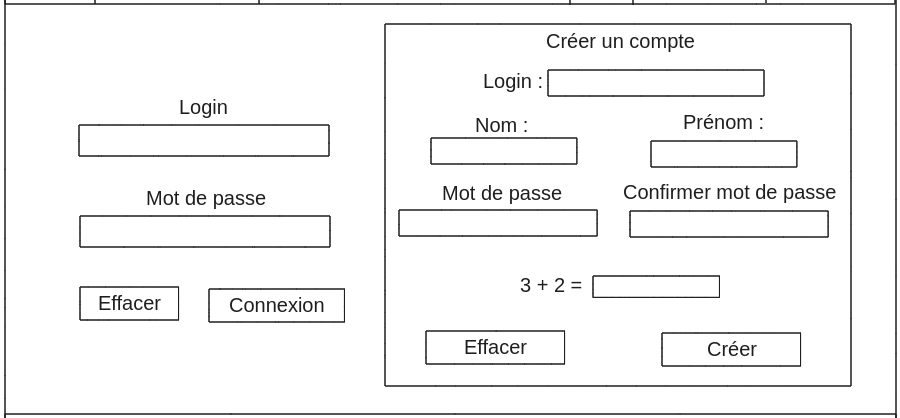 Login
Mot de passe
Effacer
Connexion
Créer un compte
Login :
Nom :
Prénom :
Mot de passe
Confirmer mot de passe
3 + 2 =
Effacer
Créer